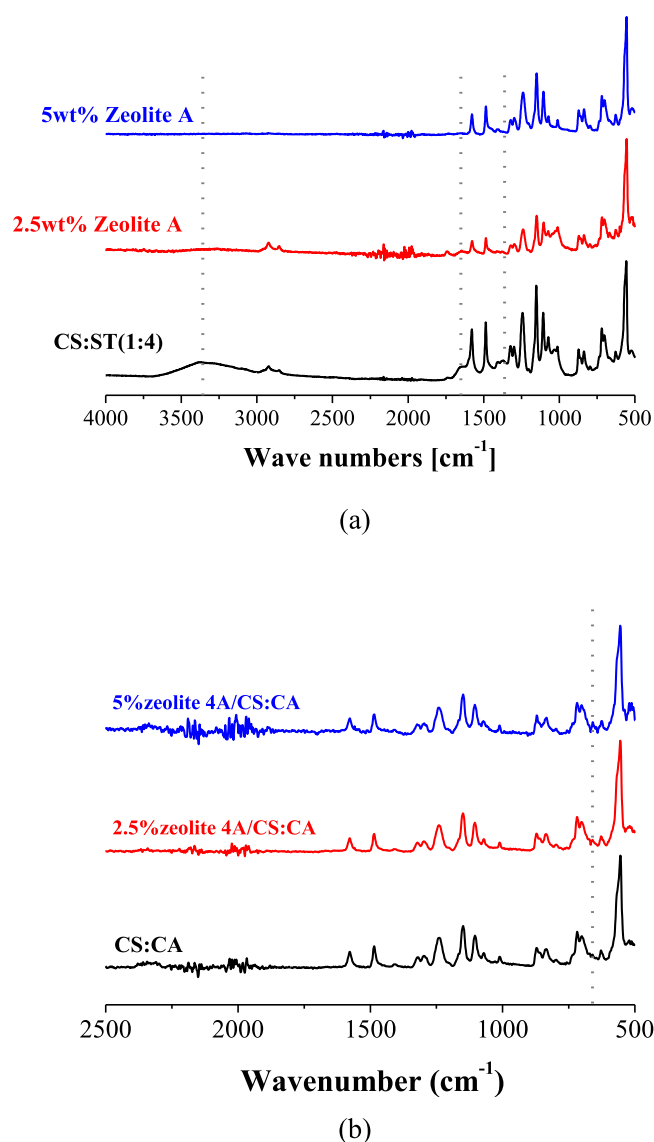 5wt% Zeolite A
2.5wt% Zeolite A
CS:ST(1:4)
4000 3500 3000 2500 2000 1500 1000 500
Wave numbers [cm⁻¹]
(a)
5%zeolite 4A/CS:CA
2.5%zeolite 4A/CS:CA
CS:CA
2500 2000 1500 1000 500
Wavenumber (cm⁻¹)
(b)